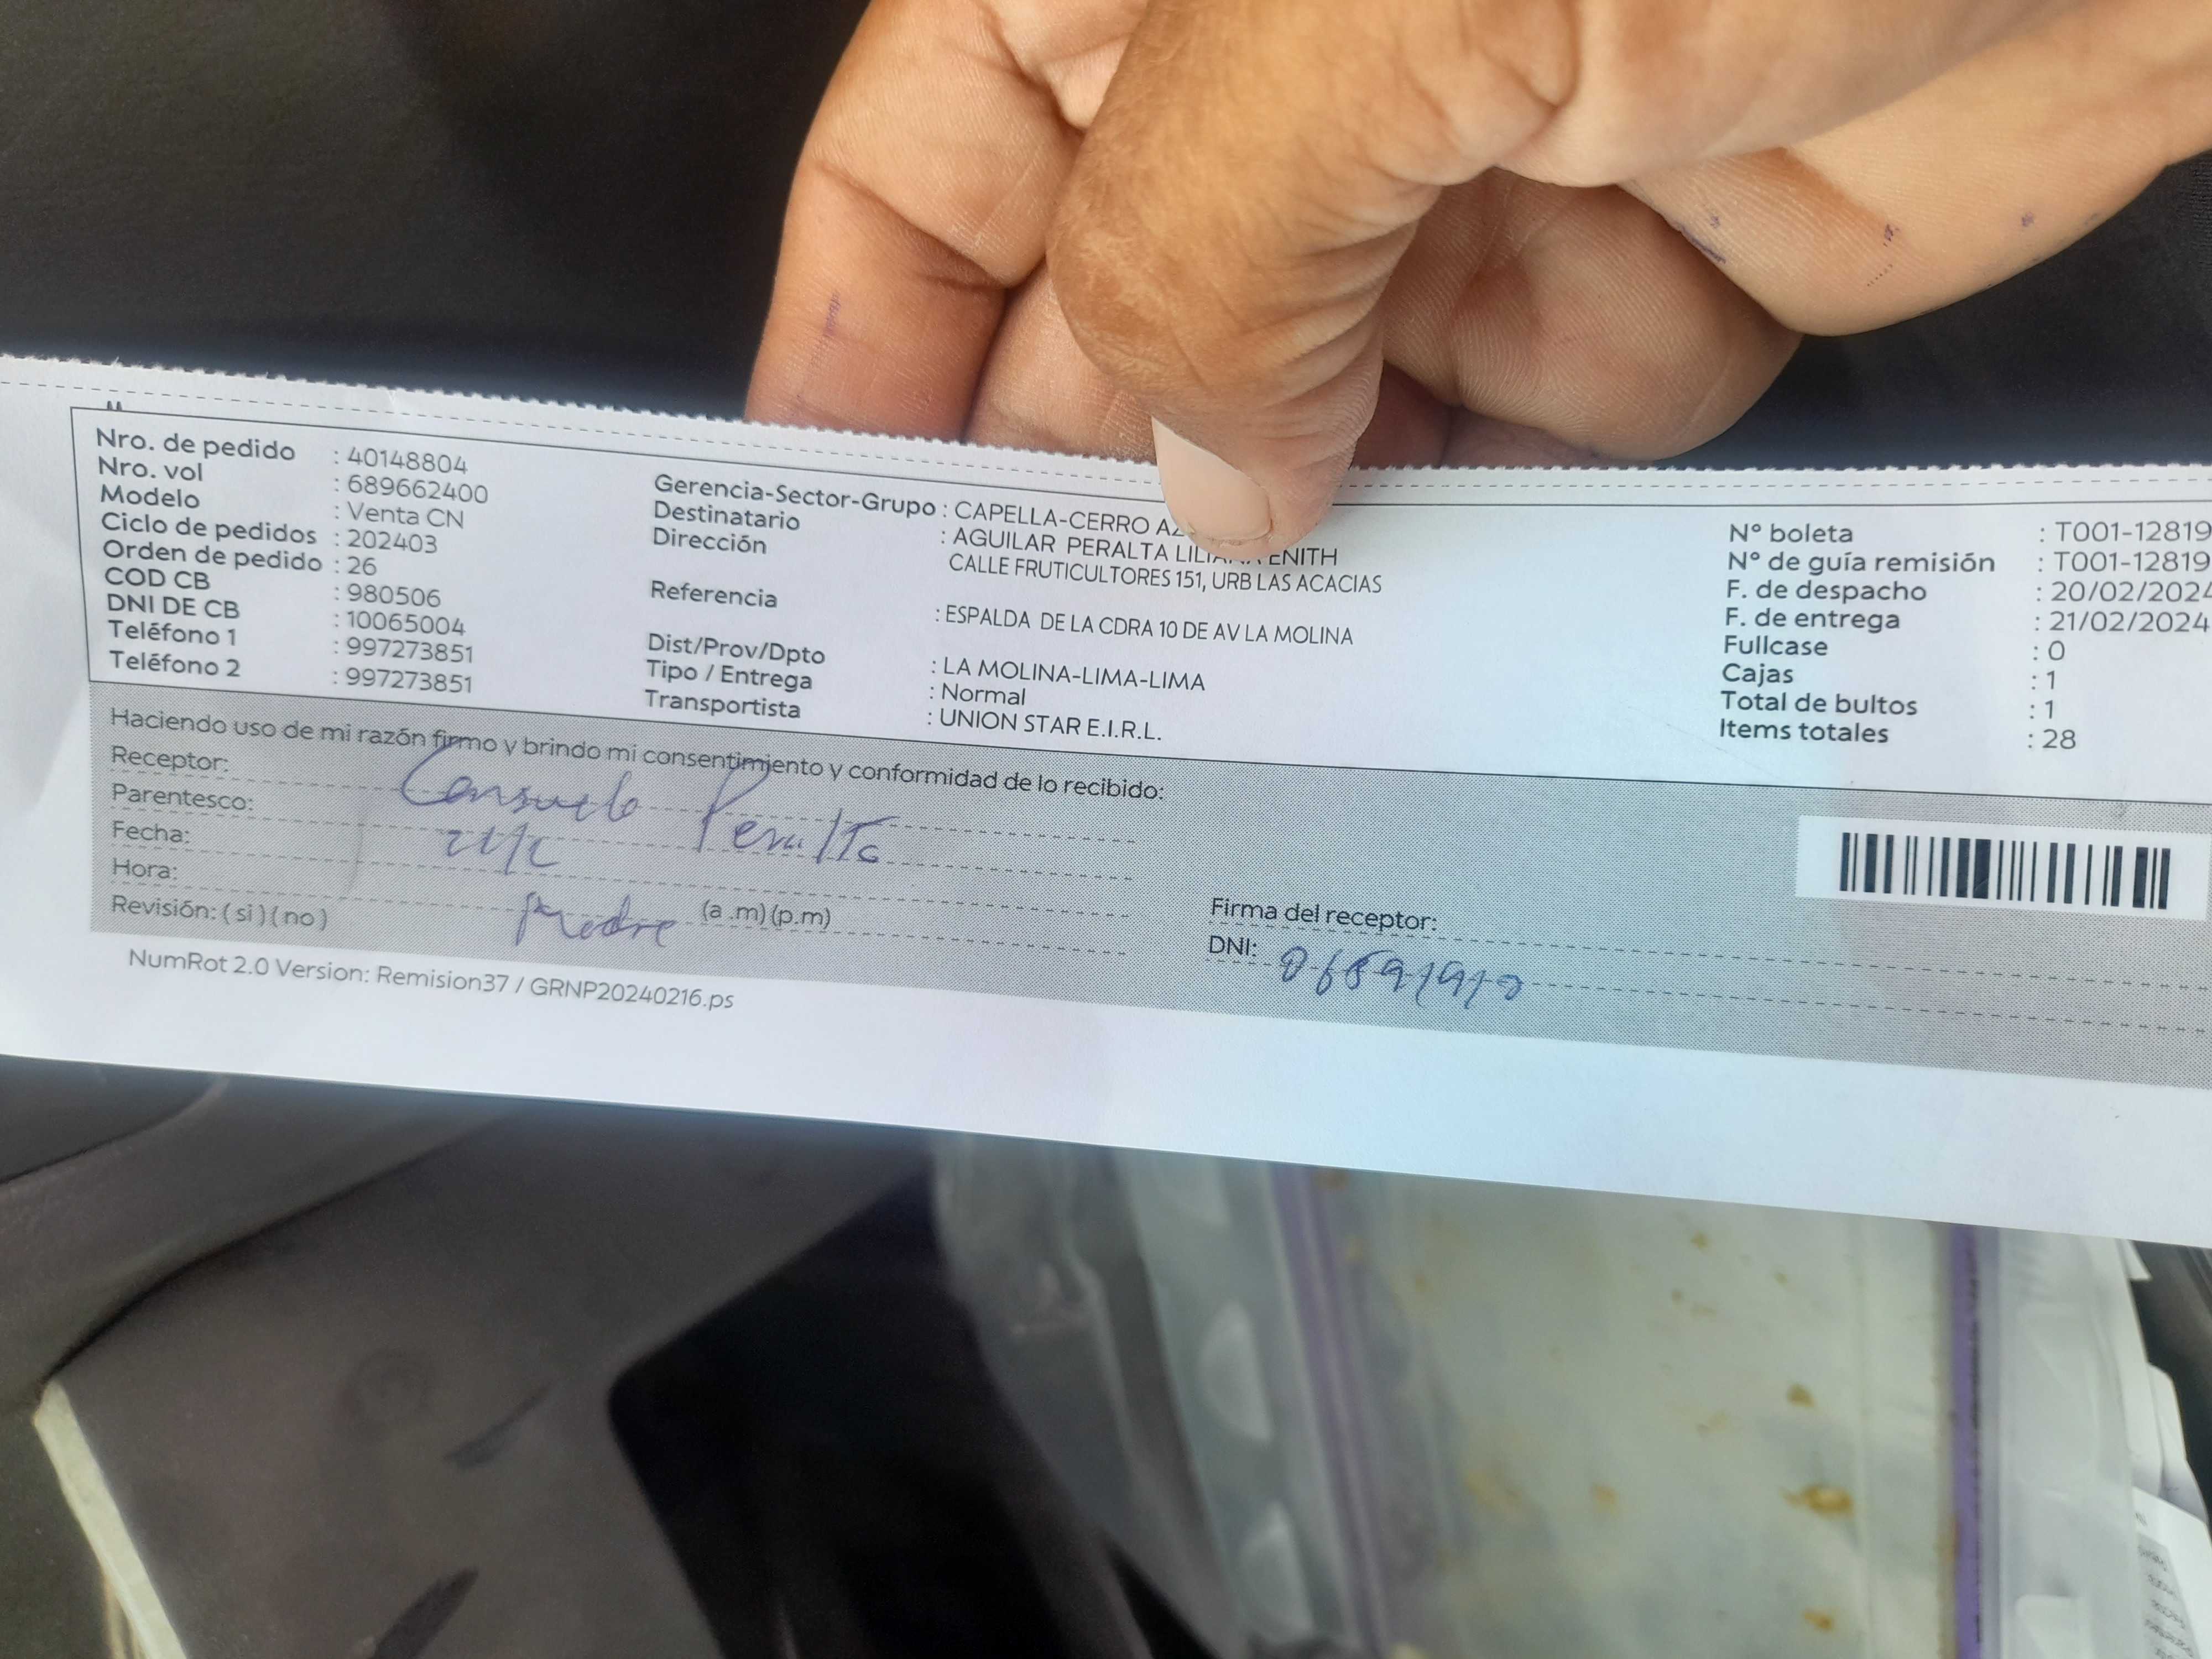 Nro. de pedido : 40148804
Nro. vol : 689662400
Modelo : Venta CN
Ciclo de pedidos : 202403
Orden de pedido : 26
COD CB : 980506
DNI DE CB : 10065004
Teléfono 1 : 997273851
Teléfono 2 : 997273851
Gerencia-Sector-Grupo : CAPELLA-CERRO
Destinatario : AGUILAR PERALTA
Dirección CALLE FRUTICULTORES 151, URB LAS ACACIAS
Referencia : ESPALDA DE LA CDRA 10 DE AV LA MOLINA
Dist/Prov/Dpto : LA MOLINA-LIMA-LIMA
Tipo / Entrega : Normal
Transportista : UNION STAR E.I.R.L.
N° boleta : T001-12819
N° de guía remisión : T001-12819
F. de despacho : 20/02/2024
F. de entrega : 21/02/2024
Fullcase : 0
Cajas : 1
Total de bultos : 1
Items totales : 28
Haciendo uso de mi razón firmo y brindo mi consentimiento y conformidad de lo recibido:
Receptor: Consuelo Peralta
Parentesco:
Fecha:
Hora: Madre (a .m) (p.m)
Revisión: ( si ) ( no )
Firma del receptor:
DNI:
NumRot 2.0 Version: Remision37 / GRNP20240216.ps